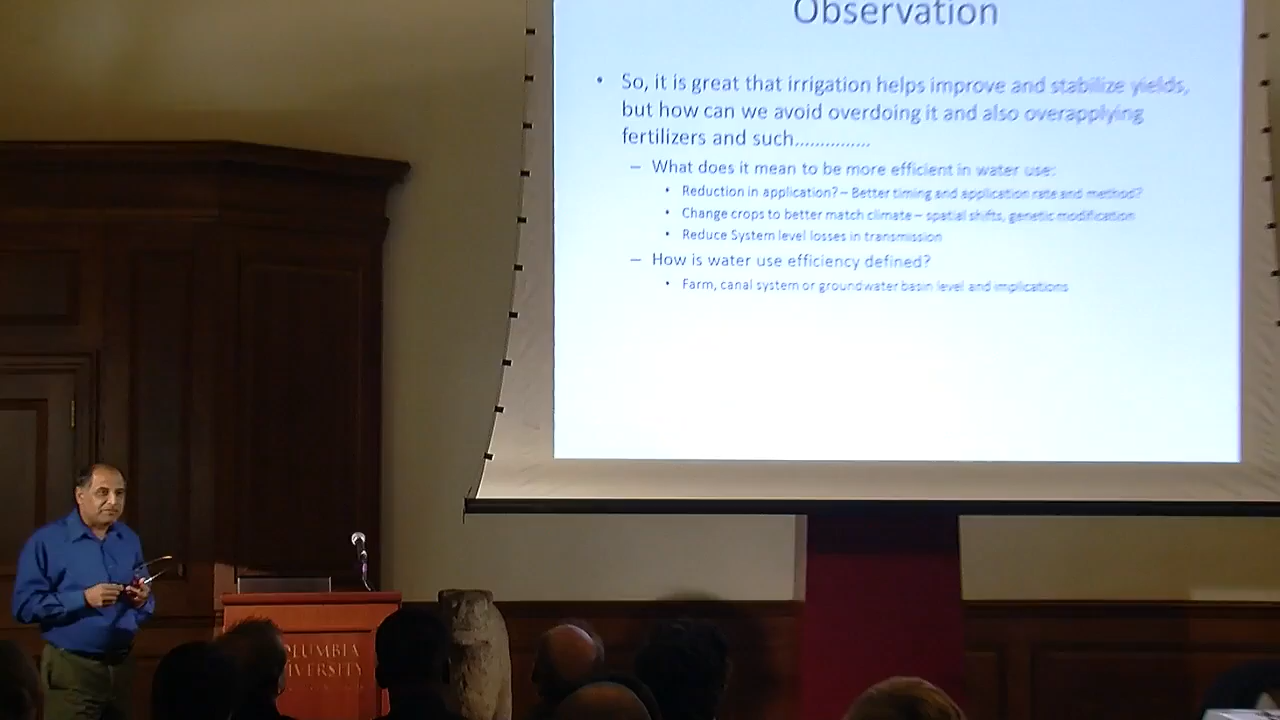 Observation
• So, it is great that irrigation helps improve and stabilize yields,
but how can we avoid overdoing it and also overapplying
fertilizers and such...............
– What does it mean to be more efficient in water use:
• Reduction in application? – Better timing and application rate and method?
• Change crops to better match climate – spatial shifts, genetic modification
• Reduce System level losses in transmission
– How is water use efficiency defined?
• Farm, canal system or groundwater basin level and implications
OLUMBIA
IVERSITY